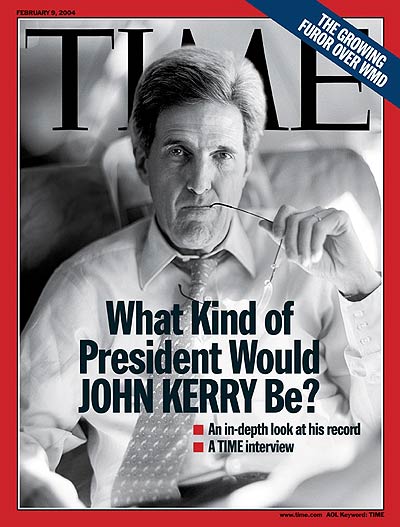 FEBRUARY 9, 2004
THE GROWING
FUROR OVER WMD
TIME
What Kind of
President Would
JOHN KERRY Be?
An in-depth look at his record
A TIME interview
www.time.com AOL Keyword: TIME